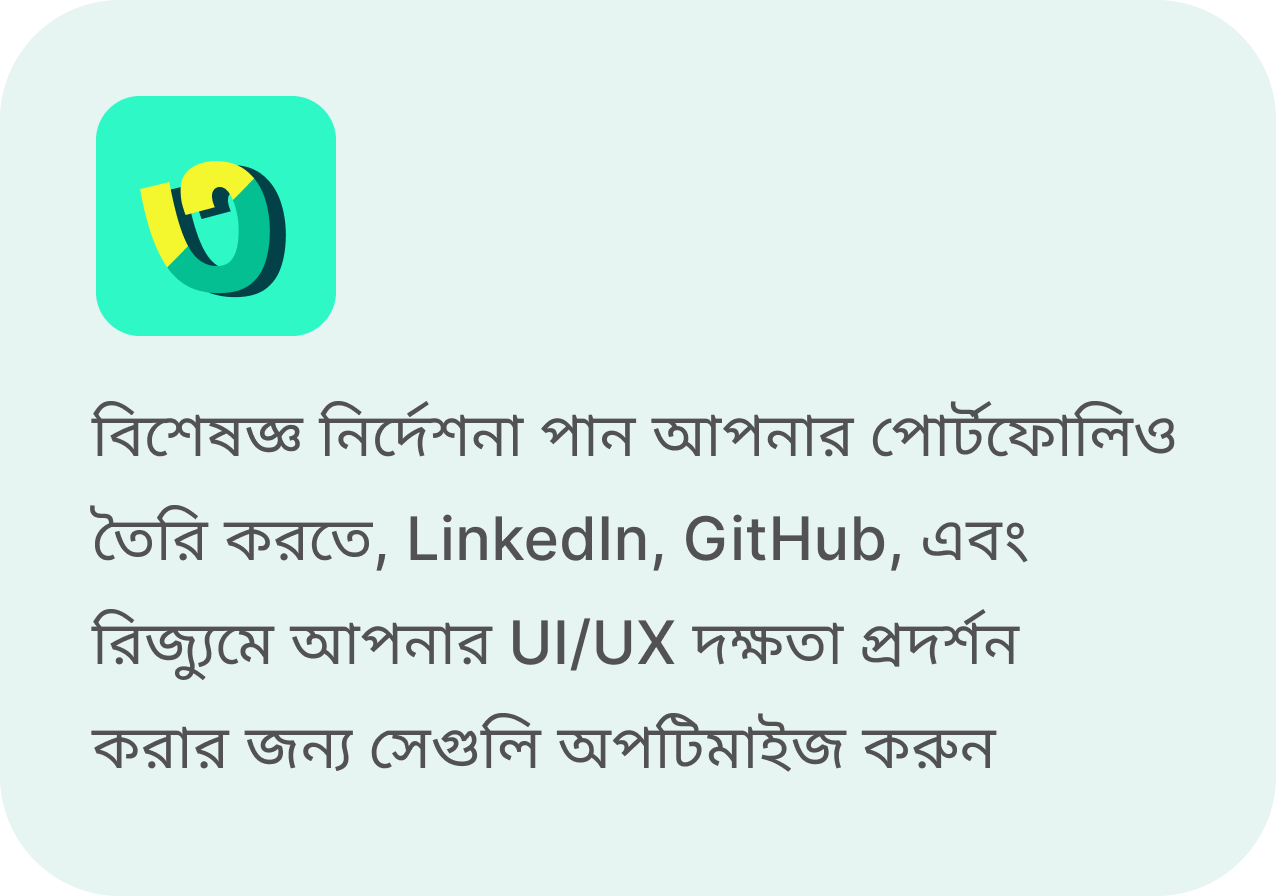 ৩
বিশেষজ্ঞ নির্দেশনা পান আপনার পোর্টফোলিও
তৈরি করতে, LinkedIn, GitHub, এবং
রিজ্যুমে আপনার UI/UX দক্ষতা প্রদর্শন
করার জন্য সেগুলি অপটিমাইজ করুন